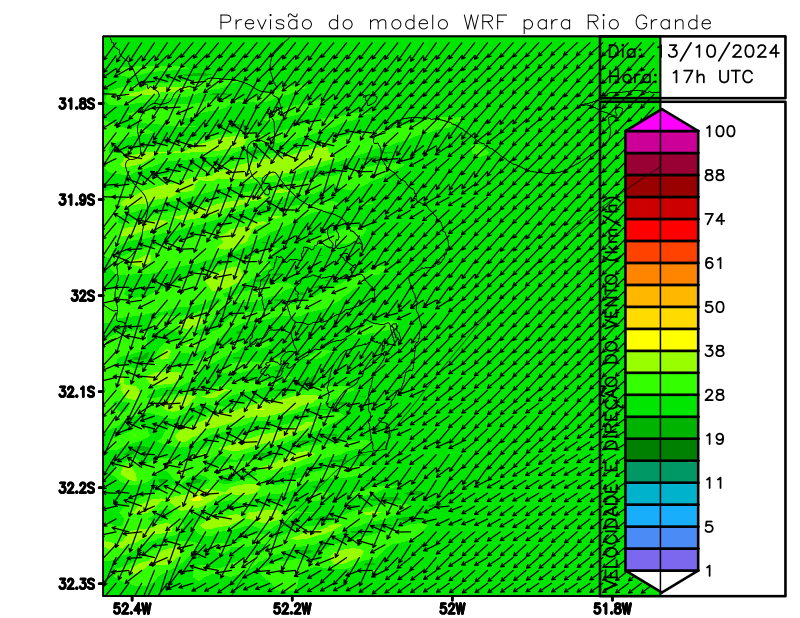 Previsão do modelo WRF para Rio Grande
Dia: 13/10/2024
Hora: 17h UTC
VELOCIDADE E DIREÇÃO DO VENTO (km/h)
100
88
74
61
50
38
28
19
11
5
1
31.8S
31.9S
32S
32.1S
32.2S
32.3S
52.4W 52.2W 52W 51.8W